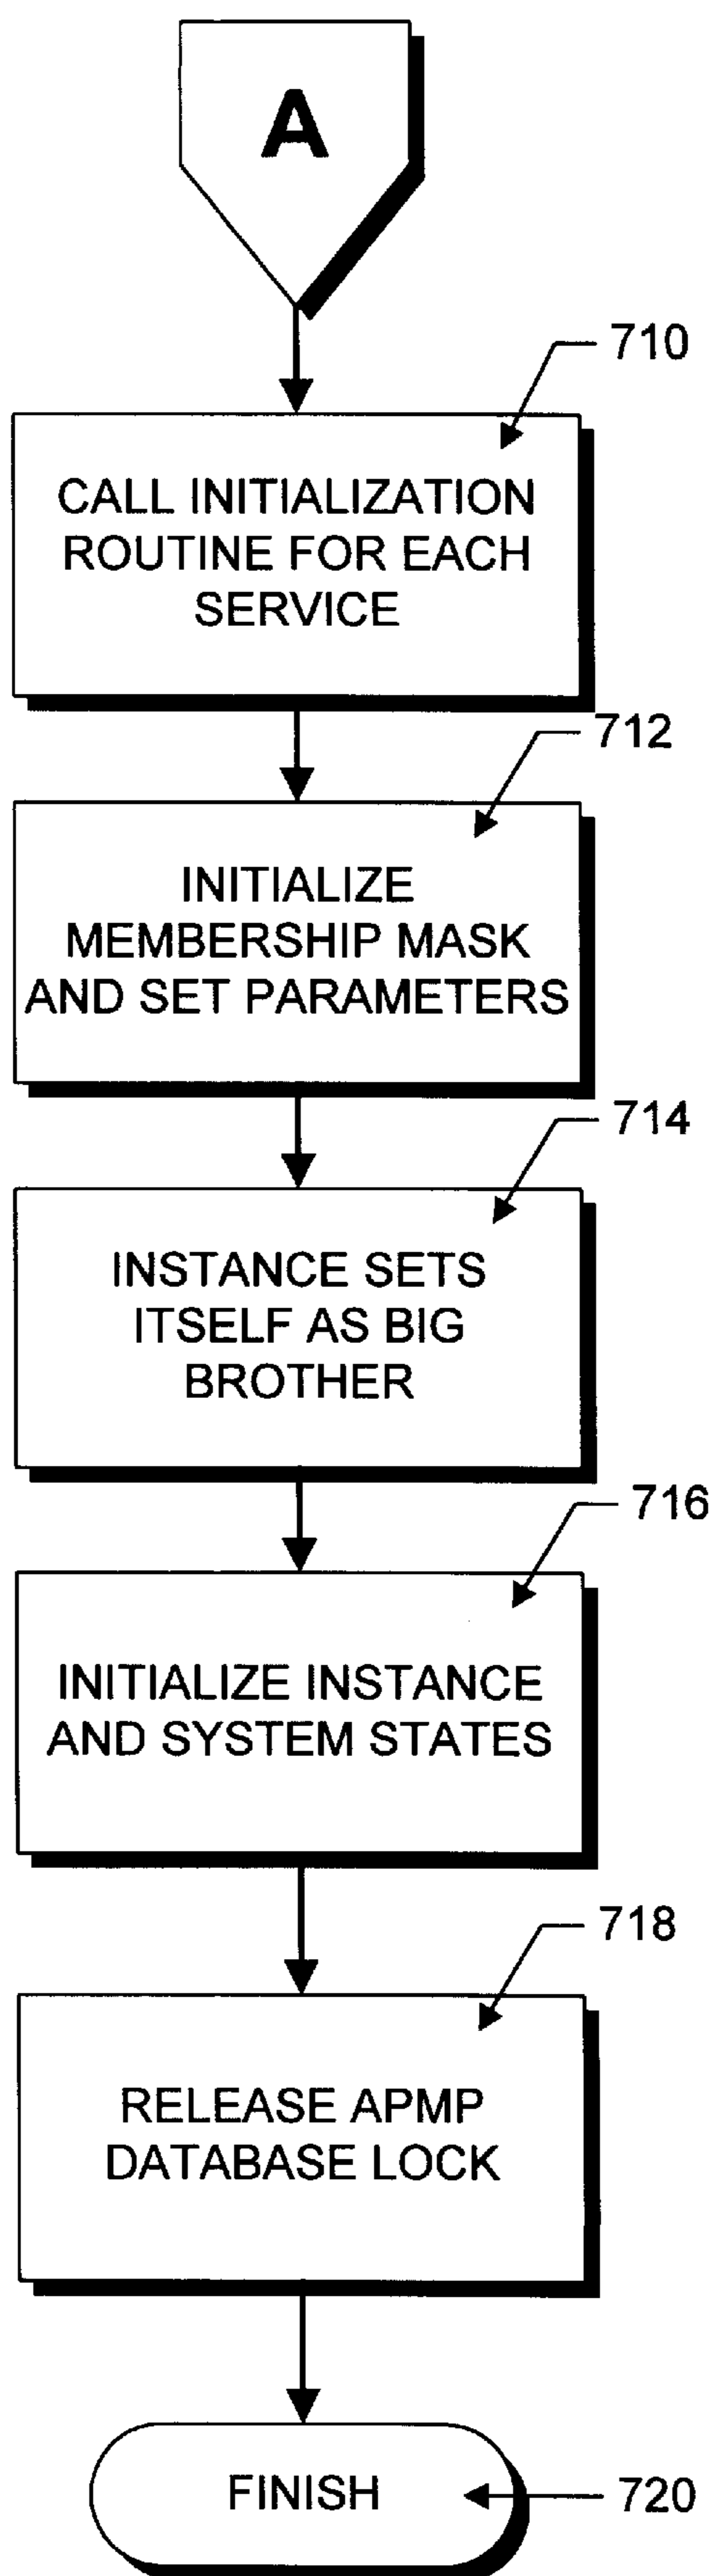 A
710
CALL INITIALIZATION
ROUTINE FOR EACH
SERVICE
712
INITIALIZE
MEMBERSHIP MASK
AND SET PARAMETERS
714
INSTANCE SETS
ITSELF AS BIG
BROTHER
716
INITIALIZE INSTANCE
AND SYSTEM STATES
718
RELEASE APMP
DATABASE LOCK
FINISH
720